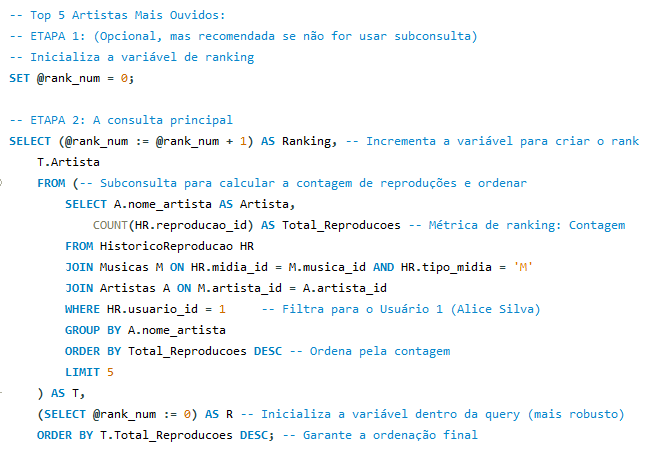 -- Top 5 Artistas Mais Ouvidos:
-- ETAPA 1: (Opcional, mas recomendada se não for usar subconsulta)
-- Inicializa a variável de ranking
SET @rank_num = 0;

-- ETAPA 2: A consulta principal
SELECT (@rank_num := @rank_num + 1) AS Ranking, -- Incrementa a variável para criar o rank
    T.Artista
    FROM (-- Subconsulta para calcular a contagem de reproduções e ordenar
        SELECT A.nome_artista AS Artista,
            COUNT(HR.reproducao_id) AS Total_Reproducoes -- Métrica de ranking: Contagem
        FROM HistoricoReproducao HR
        JOIN Musicas M ON HR.midia_id = M.musica_id AND HR.tipo_midia = 'M'
        JOIN Artistas A ON M.artista_id = A.artista_id
        WHERE HR.usuario_id = 1     -- Filtra para o Usuário 1 (Alice Silva)
        GROUP BY A.nome_artista
        ORDER BY Total_Reproducoes DESC -- Ordena pela contagem
        LIMIT 5
    ) AS T,
    (SELECT @rank_num := 0) AS R -- Inicializa a variável dentro da query (mais robusto)
    ORDER BY T.Total_Reproducoes DESC; -- Garante a ordenação final